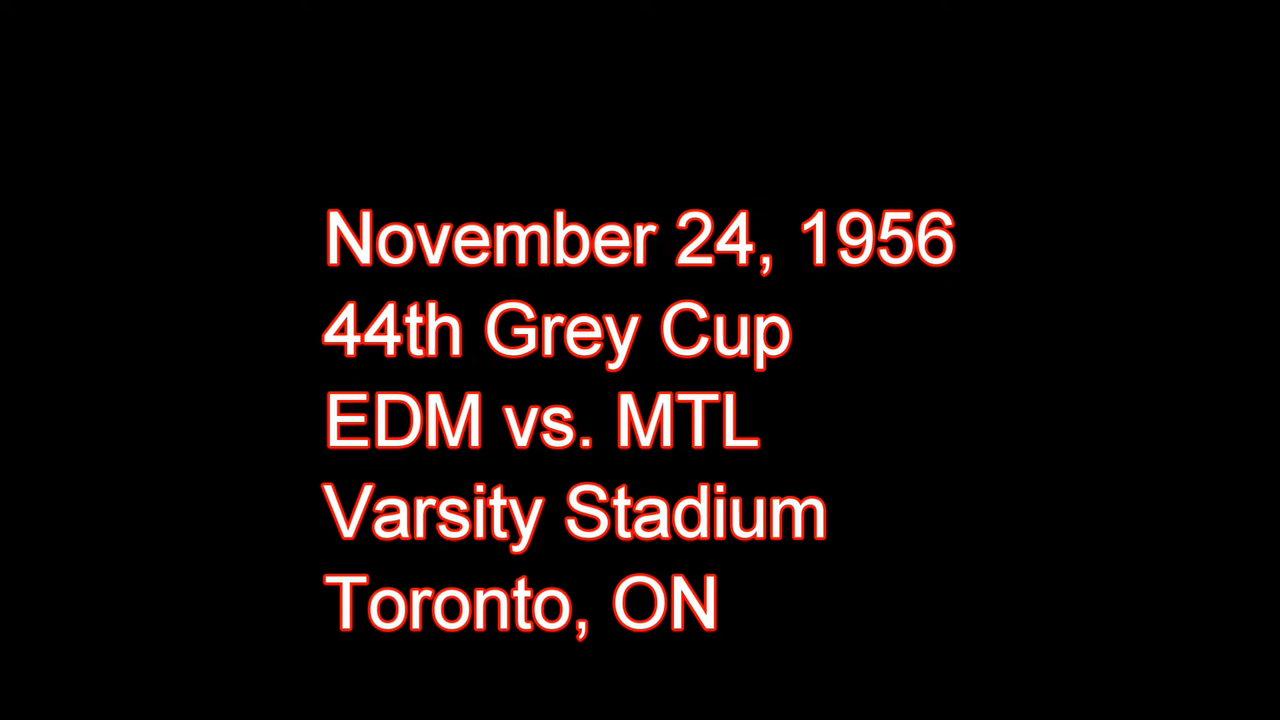 November 24, 1956
44th Grey Cup
EDM vs. MTL
Varsity Stadium
Toronto, ON